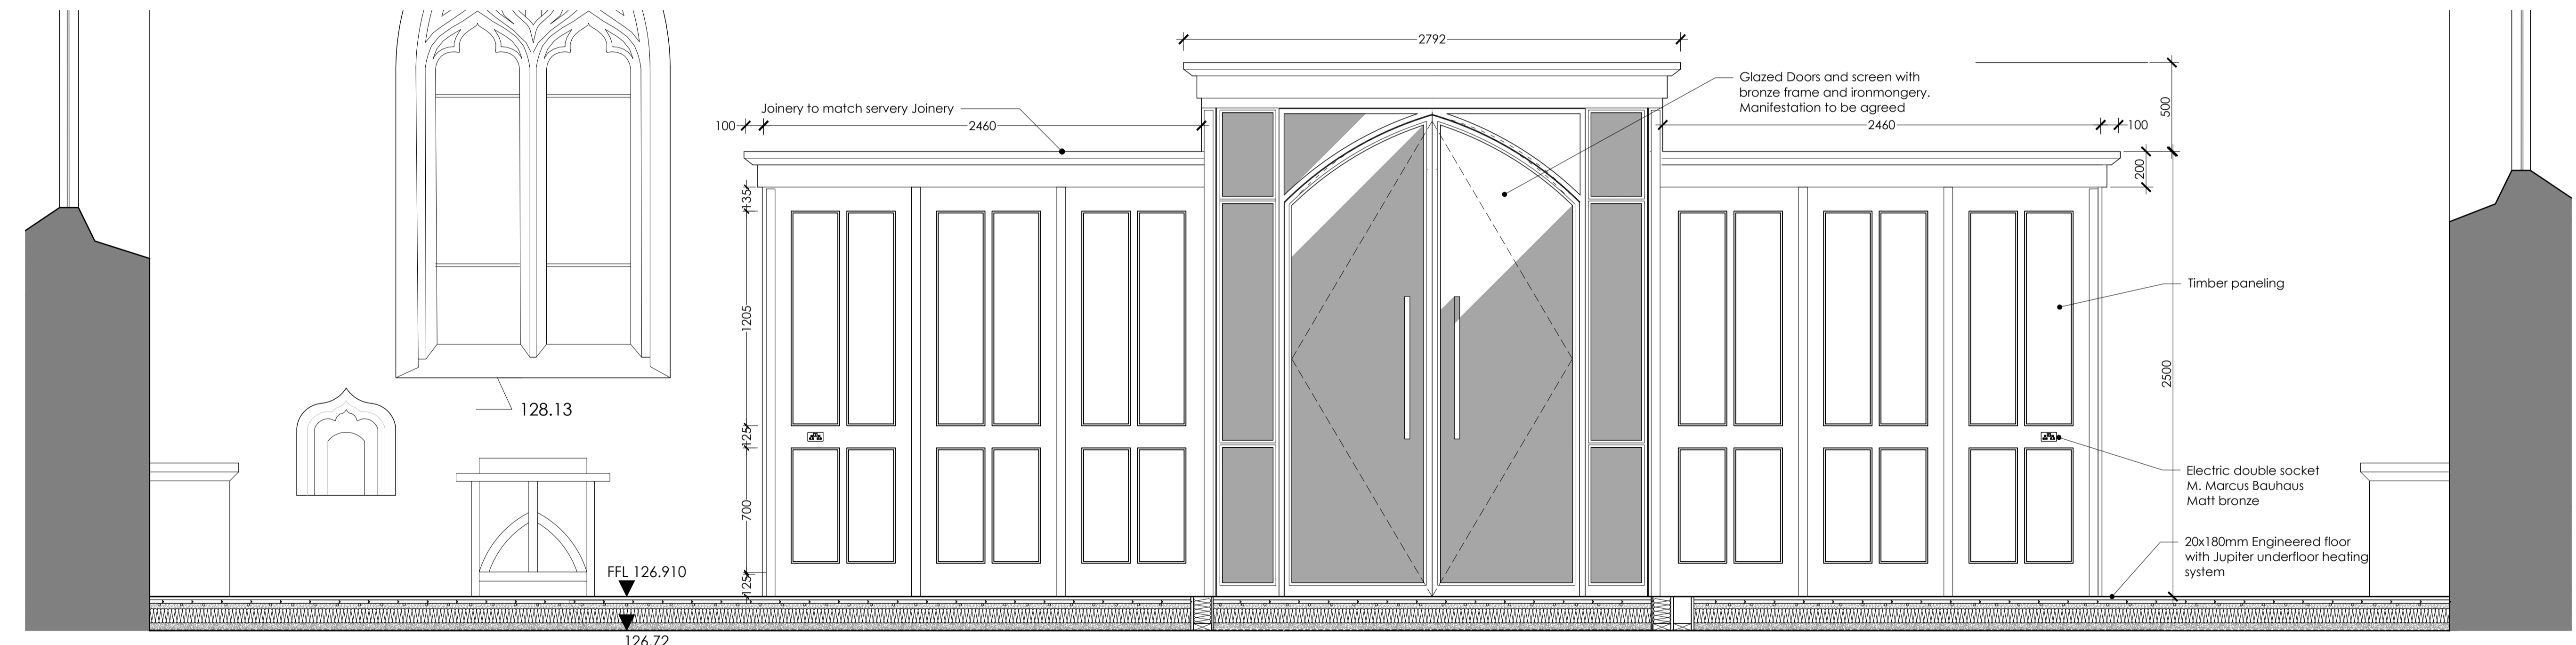 2792
Glazed Doors and screen with
bronze frame and ironmongery.
Manifestation to be agreed
Joinery to match servery Joinery
100
2460
2460
100
500
200
135
1205
125
700
125
2500
Timber paneling
128.13
Electric double socket
M. Marcus Bauhaus
Matt bronze
20x180mm Engineered floor
with Jupiter underfloor heating
system
FFL 126.910
126.72